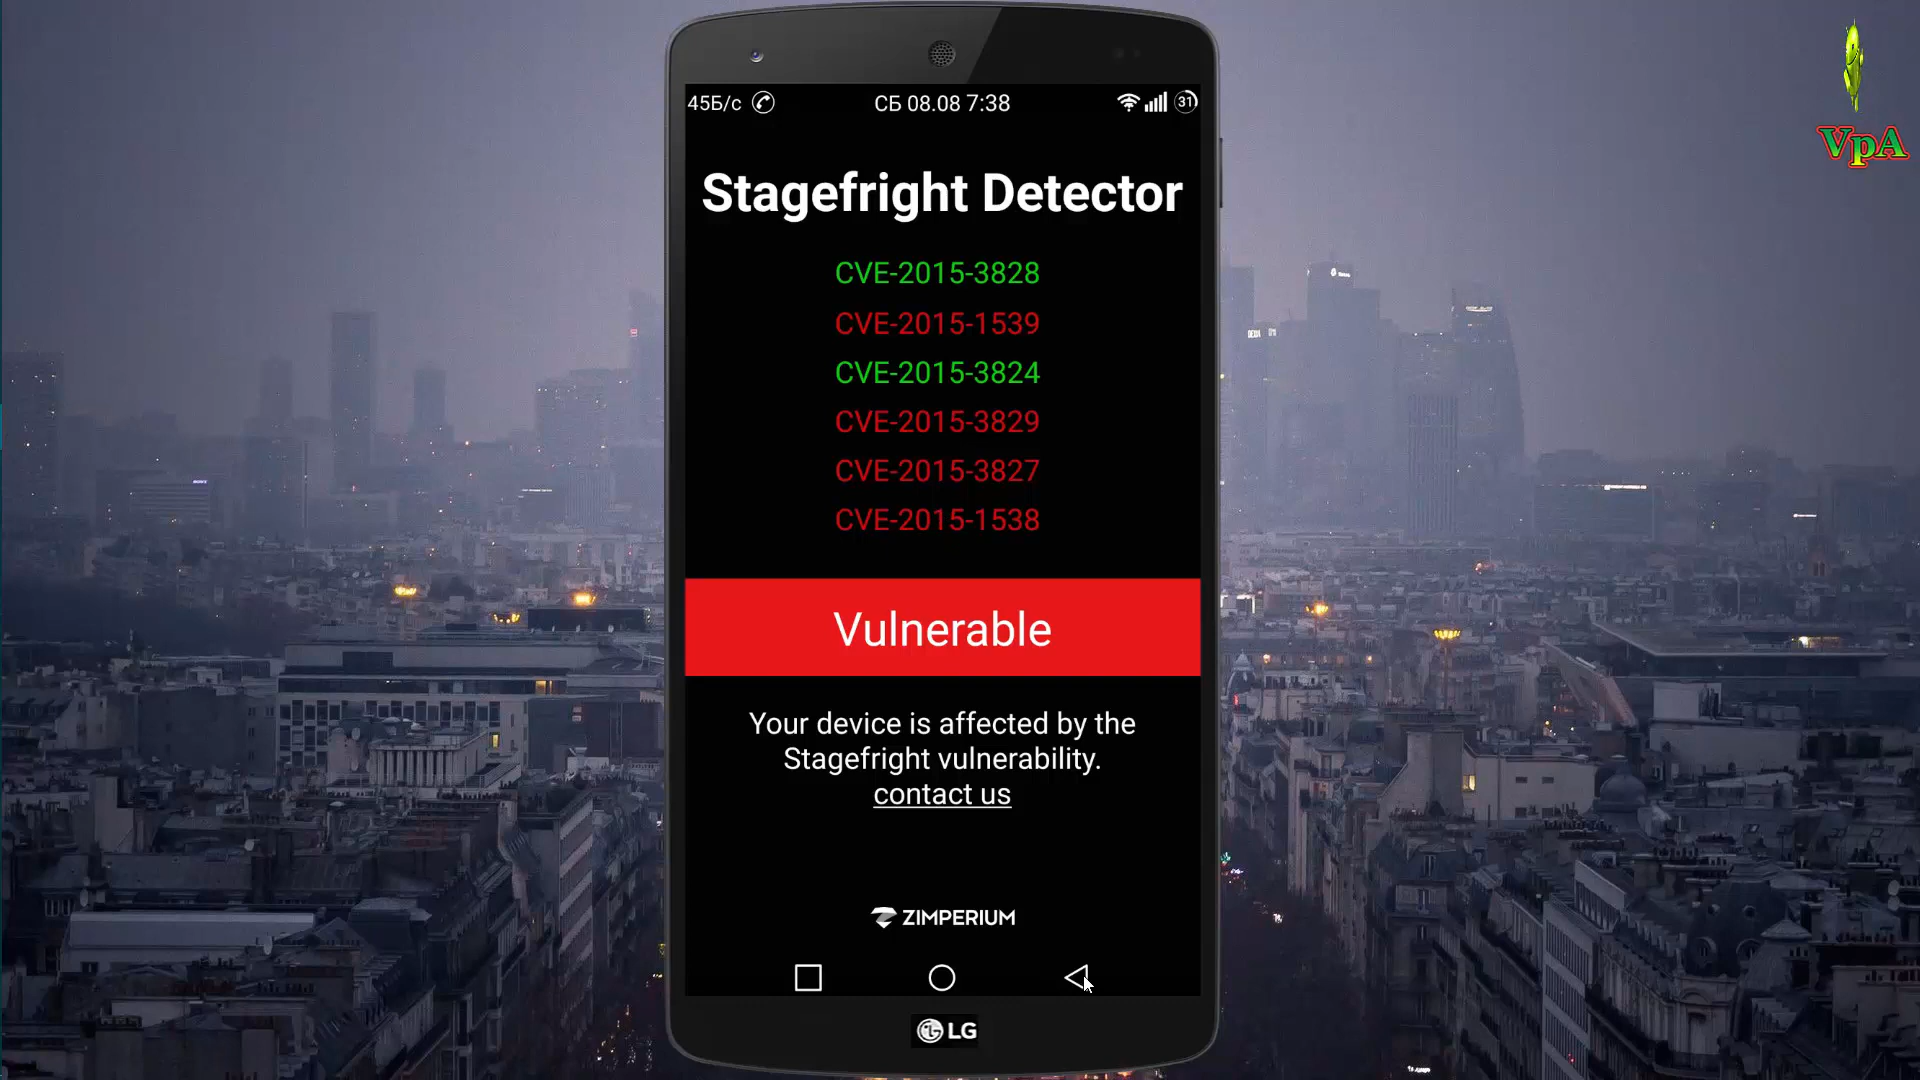 45Б/с
СБ 08.08 7:38
31
VpA
Stagefright Detector
CVE-2015-3828
CVE-2015-1539
CVE-2015-3824
CVE-2015-3829
CVE-2015-3827
CVE-2015-1538
Vulnerable
Your device is affected by the
Stagefright vulnerability.
contact us
ZIMPERIUM
LG